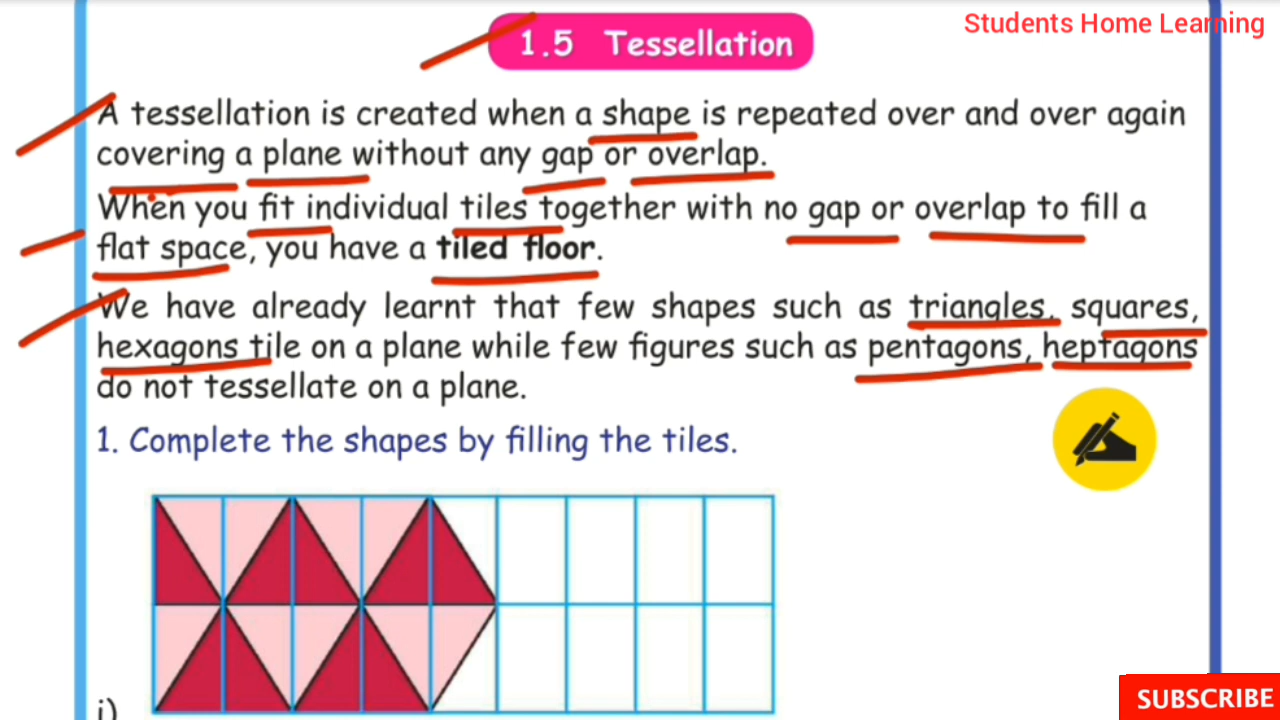 Students Home Learning
1.5 Tessellation
A tessellation is created when a shape is repeated over and over again
covering a plane without any gap or overlap.
When you fit individual tiles together with no gap or overlap to fill a
flat space, you have a tiled floor.
We have already learnt that few shapes such as triangles, squares,
hexagons tile on a plane while few figures such as pentagons, heptagons
do not tessellate on a plane.
1. Complete the shapes by filling the tiles.
i)
SUBSCRIBE